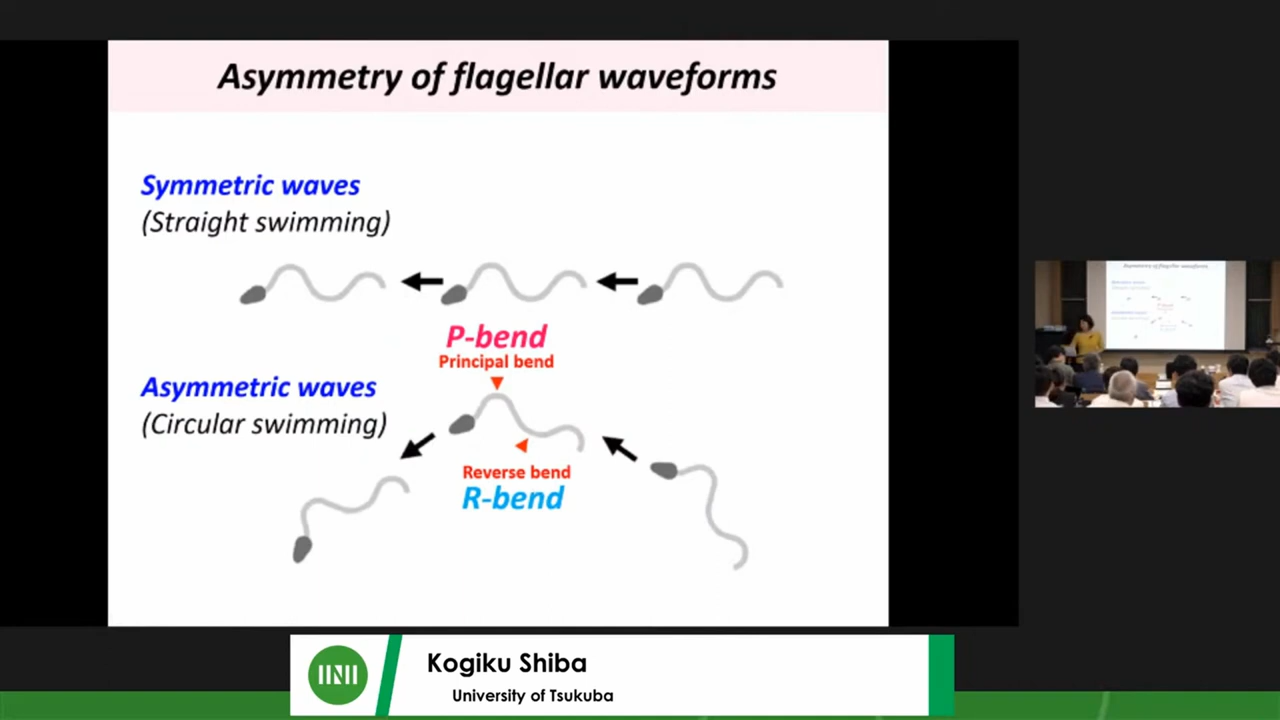 Asymmetry of flagellar waveforms
Symmetric waves
(Straight swimming)
P-bend
Principal bend
Asymmetric waves
(Circular swimming)
Reverse bend
R-bend
Kogiku Shiba
University of Tsukuba